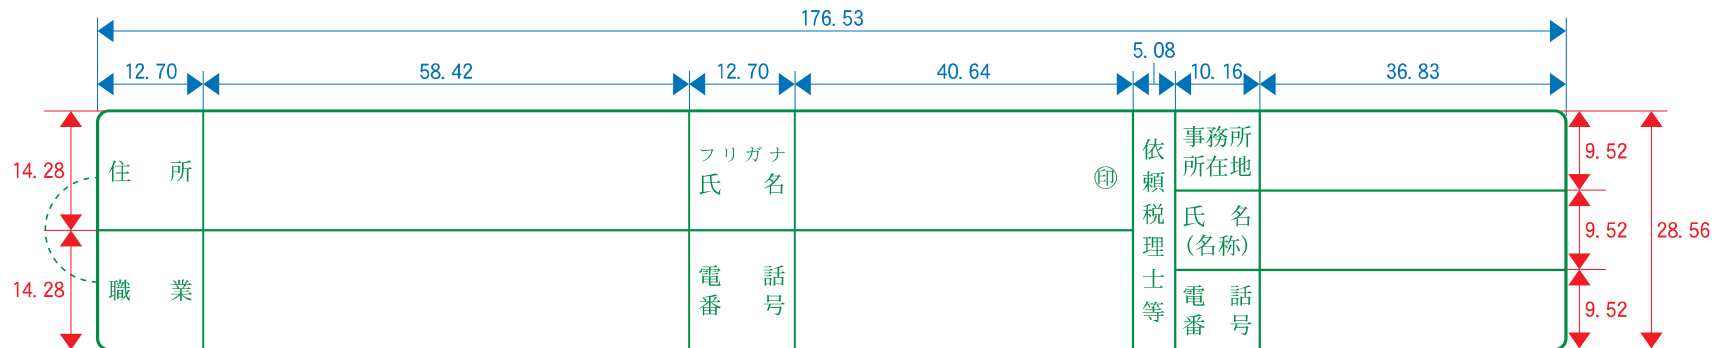 176.53
5.08
12.70 58.42 12.70 40.64 10.16 36.83
14.28
14.28
住所
職業
フリガナ
氏名
㊞
電話
番号
依頼税理士等
事務所
所在地
氏名
(名称)
電話
番号
9.52
9.52
9.52
28.56